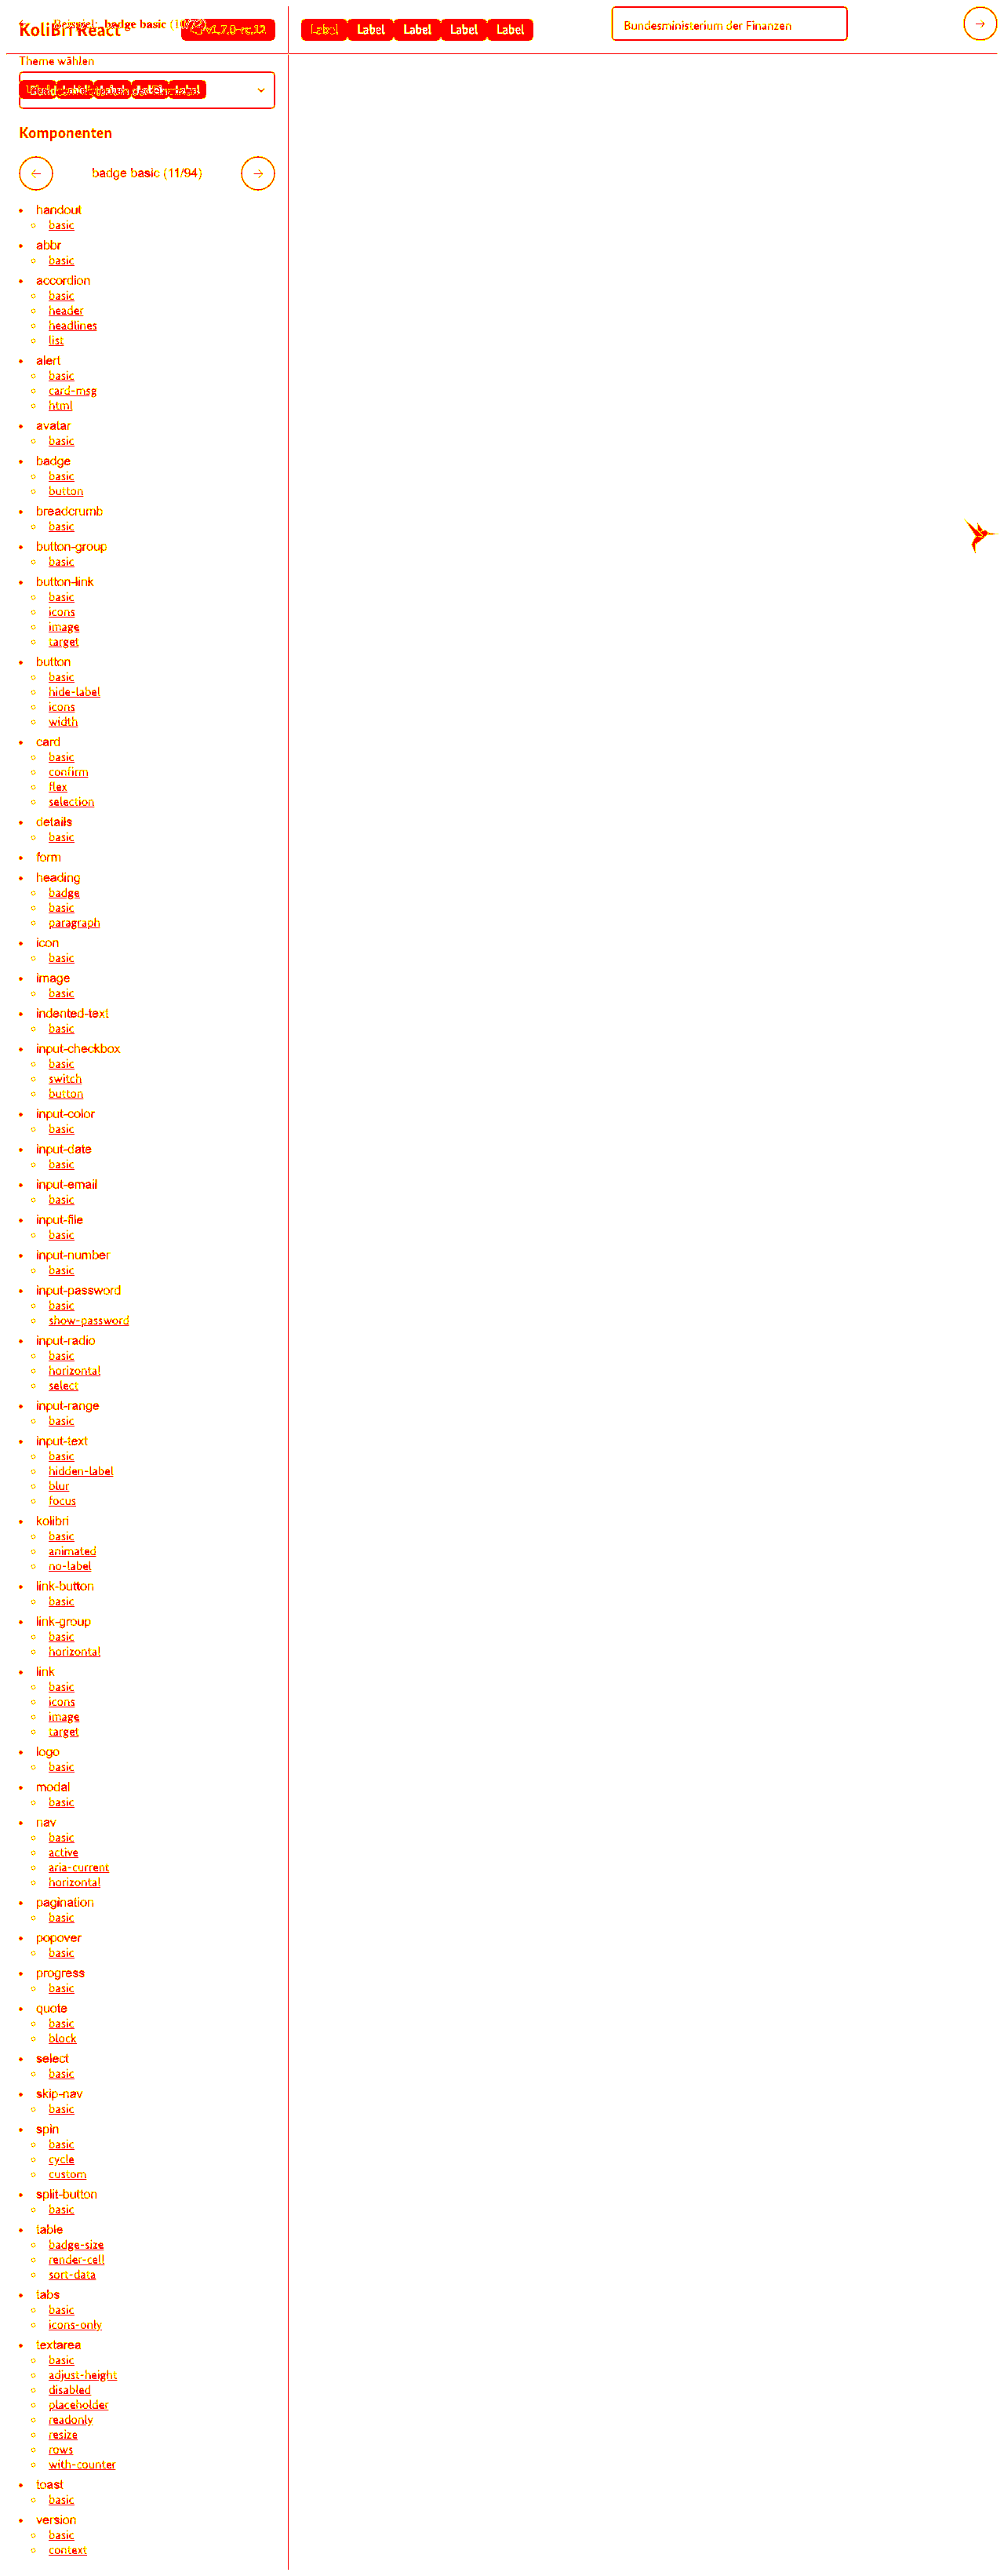 KoliBri React
Beispiel: badge basic
v1.7.0-rc.12
Label Label Label Label Label
Bundesministerium der Finanzen
Theme wählen
Komponenten
badge basic (11/94)
handout
basic
abbr
basic
accordion
basic
header
headlines
list
alert
basic
card-msg
html
avatar
basic
badge
basic
button
breadcrumb
basic
button-group
basic
button-link
basic
icons
image
target
button
basic
hide-label
icons
width
card
basic
confirm
flex
selection
details
basic
form
heading
badge
basic
paragraph
icon
basic
image
basic
indented-text
basic
input-checkbox
basic
switch
button
input-color
basic
input-date
basic
input-email
basic
input-file
basic
input-number
basic
input-password
basic
show-password
input-radio
basic
horizontal
select
input-range
basic
input-text
basic
hidden-label
blur
focus
kolibri
basic
animated
no-label
link-button
basic
link-group
basic
horizontal
link
basic
icons
image
target
logo
basic
modal
basic
nav
basic
active
aria-current
horizontal
pagination
basic
popover
basic
progress
basic
quote
basic
block
select
basic
skip-nav
basic
spin
basic
cycle
custom
split-button
basic
table
badge-size
render-cell
sort-data
tabs
basic
icons-only
textarea
basic
adjust-height
disabled
placeholder
readonly
resize
rows
with-counter
toast
basic
version
basic
context